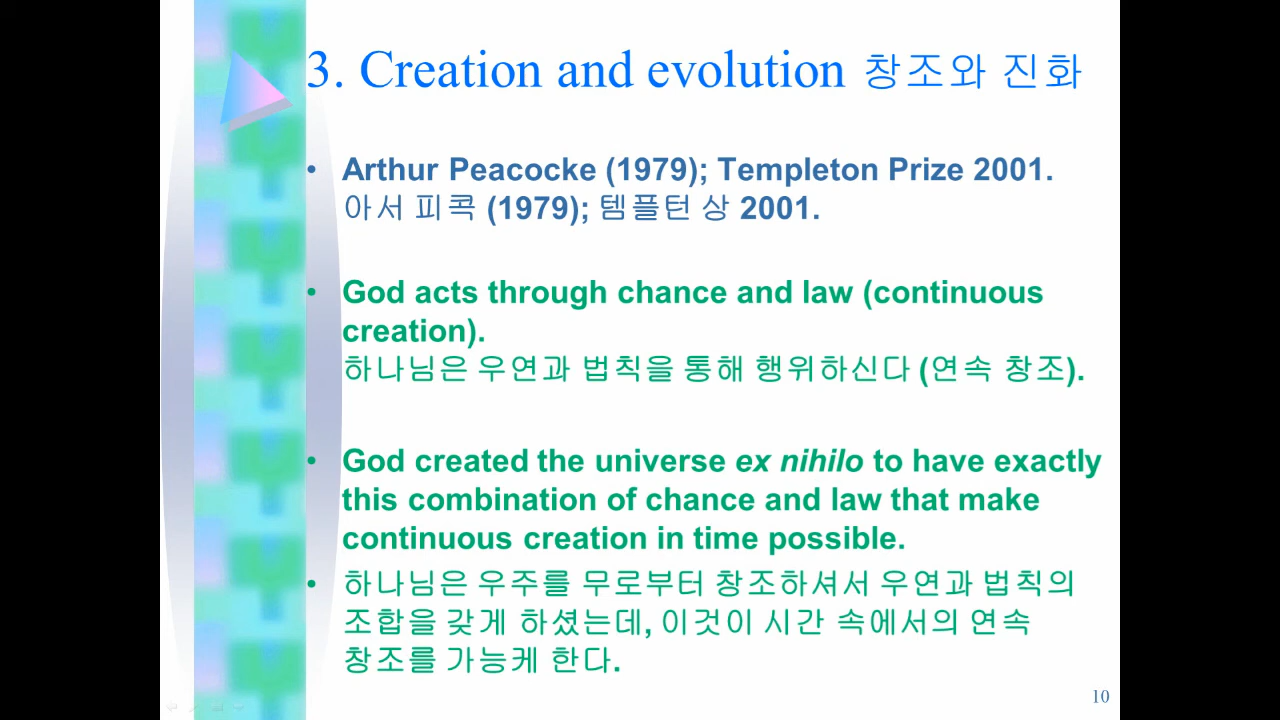 3. Creation and evolution 창조와 진화
• Arthur Peacocke (1979); Templeton Prize 2001.
아서 피콕 (1979); 템플턴 상 2001.
• God acts through chance and law (continuous
creation).
하나님은 우연과 법칙을 통해 행위하신다 (연속 창조).
• God created the universe ex nihilo to have exactly
this combination of chance and law that make
continuous creation in time possible.
• 하나님은 우주를 무로부터 창조하셔서 우연과 법칙의
조합을 갖게 하셨는데, 이것이 시간 속에서의 연속
창조를 가능케 한다.
10